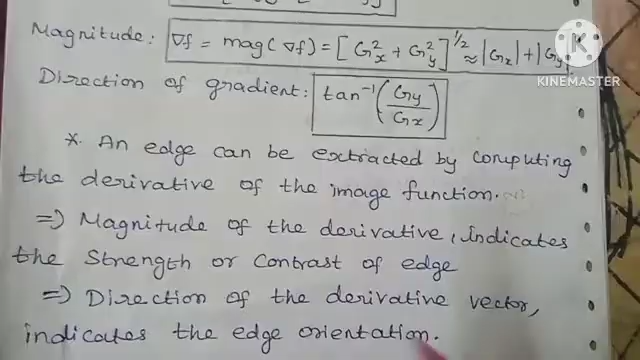 Magnitude: ∇f = mag(∇f) = [G²x + G²y]^1/2 ≈ |Gx| + |Gy|
KINEMASTER
Direction of gradient: tan⁻¹(Gy/Gx)
* An edge can be extracted by computing
the derivative of the image function.
=> Magnitude of the derivative, indicates
the strength or contrast of edge
=> Direction of the derivative vector,
indicates the edge orientation.